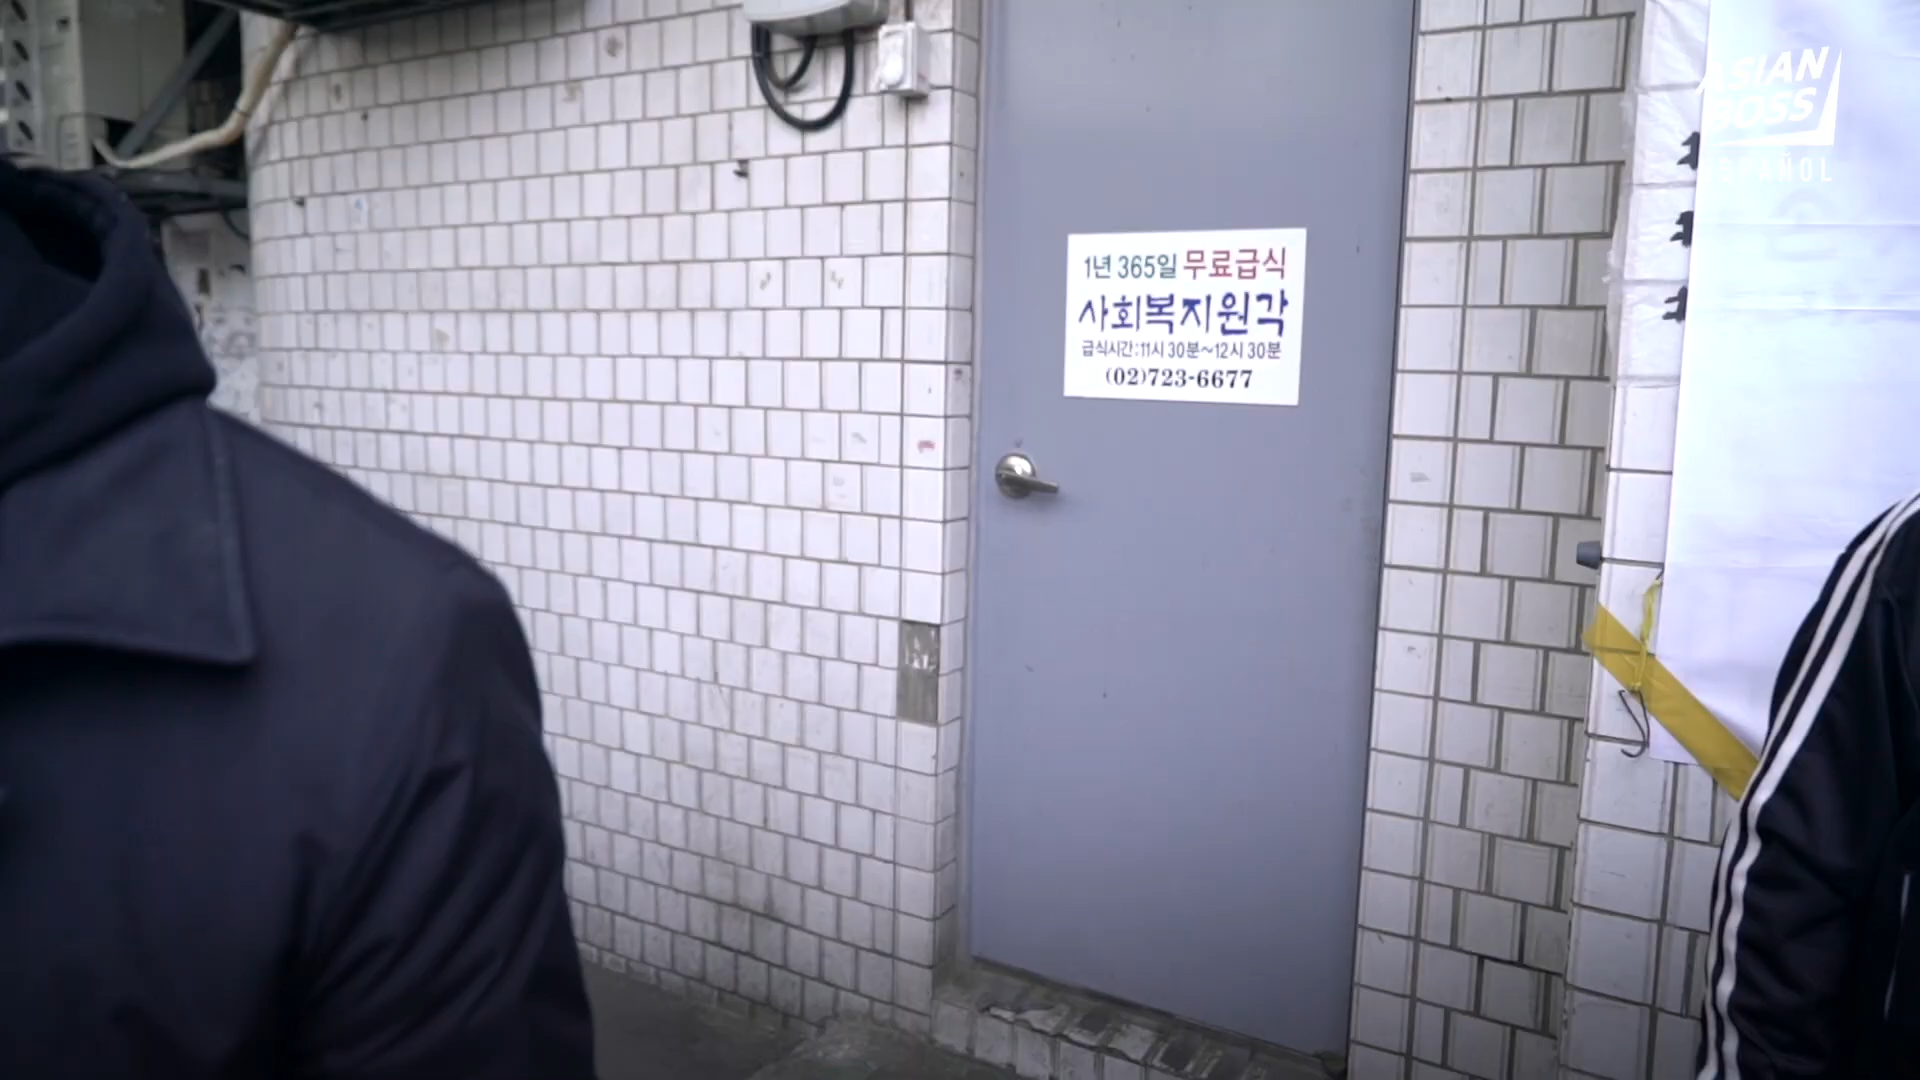 1년 365일 무료급식
사회복지원각
급식시간:11시 30분~12시 30분
(02)723-6677
ASIAN
BOSS
ESPAÑOL